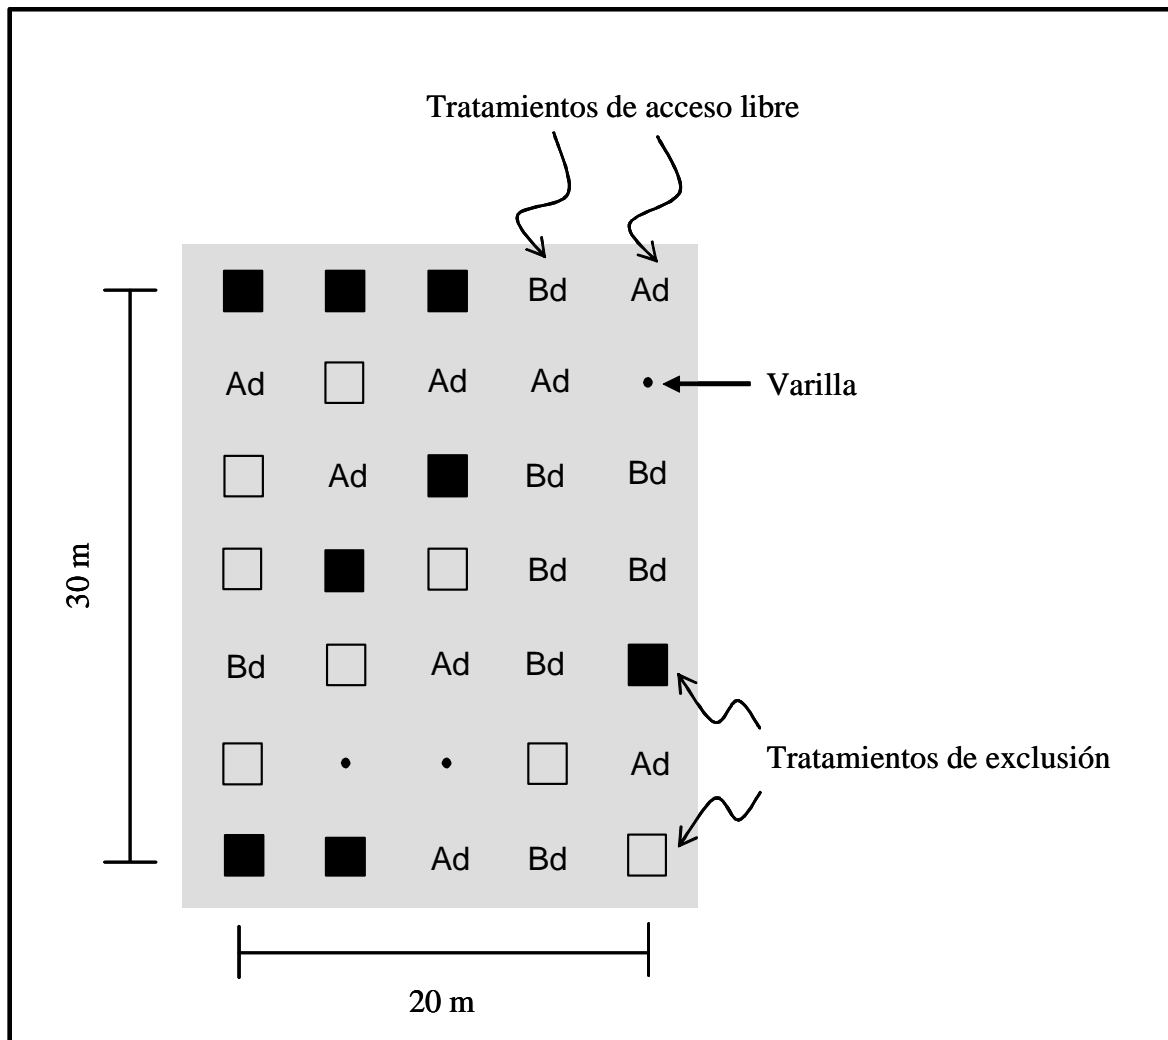 Tratamientos de acceso libre
Bd Ad
Ad Ad Ad
Varilla
Ad Bd Bd
Bd Bd
30 m
Bd Ad Bd
Ad
Tratamientos de exclusión
Ad Bd
20 m